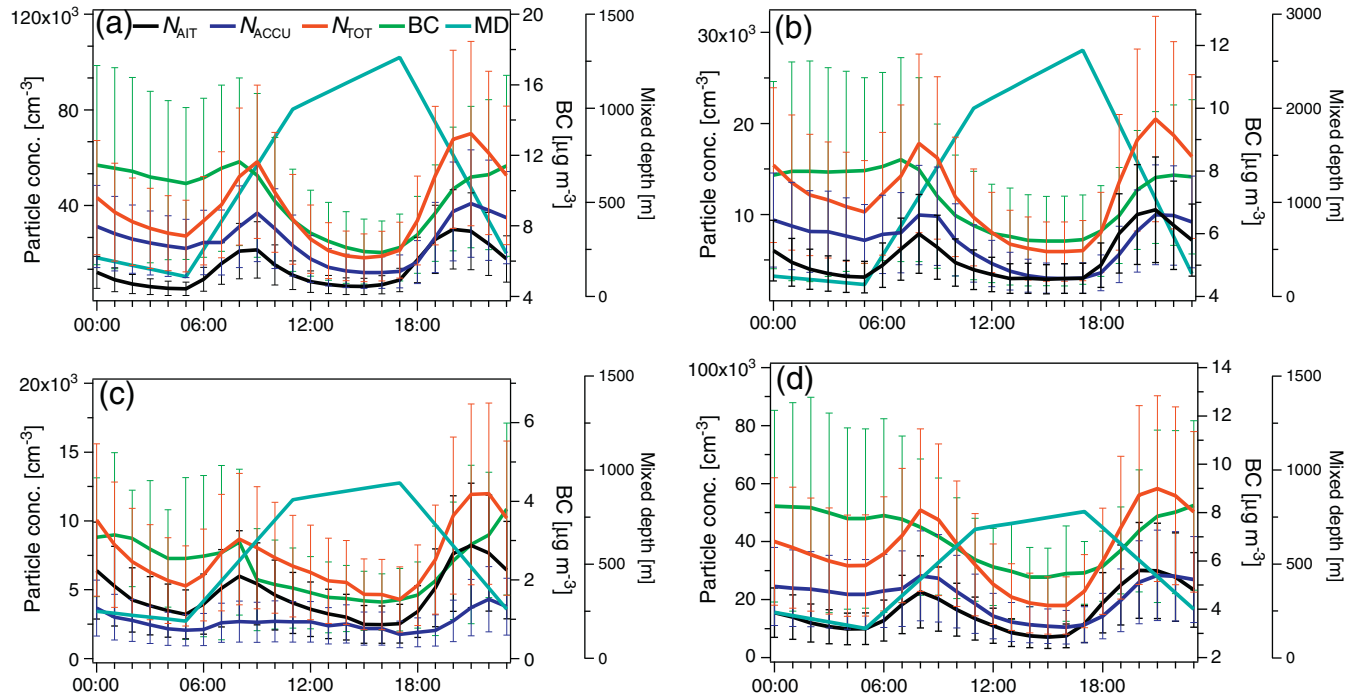 (a) N_AIT N_ACCU N_TOT BC MD
120x10³
80
40
Particle conc. [cm⁻³]
20
16
12
8
4
BC [µg m⁻³]
1500
1000
500
0
Mixed depth [m]
00:00 06:00 12:00 18:00
(b)
30x10³
20
10
Particle conc. [cm⁻³]
12
10
8
6
4
BC [µg m⁻³]
3000
2000
1000
0
Mixed depth [m]
00:00 06:00 12:00 18:00
(c)
20x10³
15
10
5
0
Particle conc. [cm⁻³]
6
4
2
0
BC [µg m⁻³]
1500
1000
500
0
Mixed depth [m]
00:00 06:00 12:00 18:00
(d)
100x10³
80
60
40
20
0
Particle conc. [cm⁻³]
14
12
10
8
6
4
2
BC [µg m⁻³]
1500
1000
500
0
Mixed depth [m]
00:00 06:00 12:00 18:00